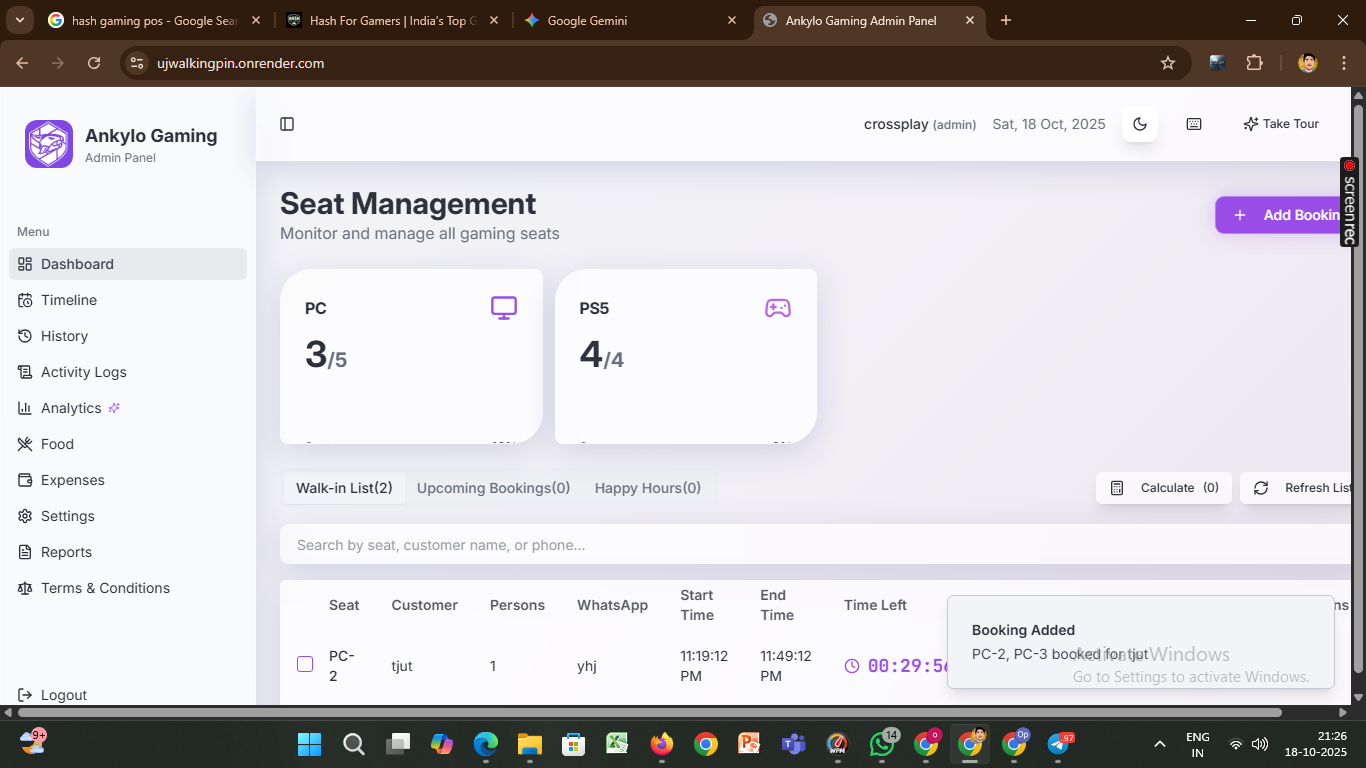 hash gaming pos - Google Sear
Hash For Gamers | India's Top G
Google Gemini
Ankylo Gaming Admin Panel
ujwalkingpin.onrender.com
Ankylo Gaming
Admin Panel
crossplay (admin)
Sat, 18 Oct, 2025
Take Tour
screenrec
Menu
Dashboard
Timeline
History
Activity Logs
Analytics
Food
Expenses
Settings
Reports
Terms & Conditions
Logout
Seat Management
Monitor and manage all gaming seats
+ Add Bookin
PC
3/5
PS5
4/4
Walk-in List(2)
Upcoming Bookings(0)
Happy Hours(0)
Calculate (0)
Refresh List
Search by seat, customer name, or phone...
Seat
Customer
Persons
WhatsApp
Start
Time
End
Time
Time Left
ns
PC-
2
tjut
1
yhj
11:19:12
PM
11:49:12
PM
00:29:56
Booking Added
PC-2, PC-3 booked for tjut
Activate Windows
Go to Settings to activate Windows.
9+
14
97
ENG
IN
21:26
18-10-2025